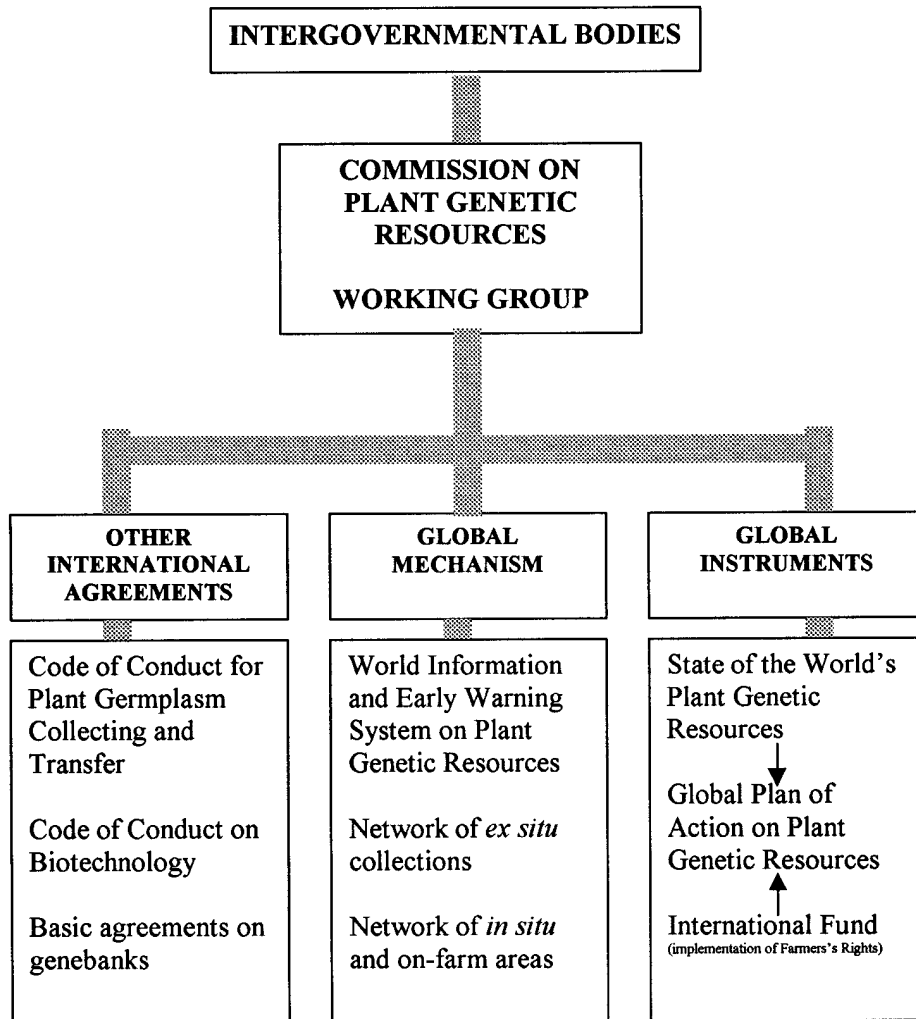 INTERGOVERNMENTAL BODIES
COMMISSION ON
PLANT GENETIC
RESOURCES
WORKING GROUP
OTHER
INTERNATIONAL
AGREEMENTS
Code of Conduct for
Plant Germplasm
Collecting and
Transfer
Code of Conduct on
Biotechnology
Basic agreements on
genebanks
GLOBAL
MECHANISM
World Information
and Early Warning
System on Plant
Genetic Resources
Network of ex situ
collections
Network of in situ
and on-farm areas
GLOBAL
INSTRUMENTS
State of the World's
Plant Genetic
Resources
Global Plan of
Action on Plant
Genetic Resources
International Fund
(implementation of Farmers's Rights)